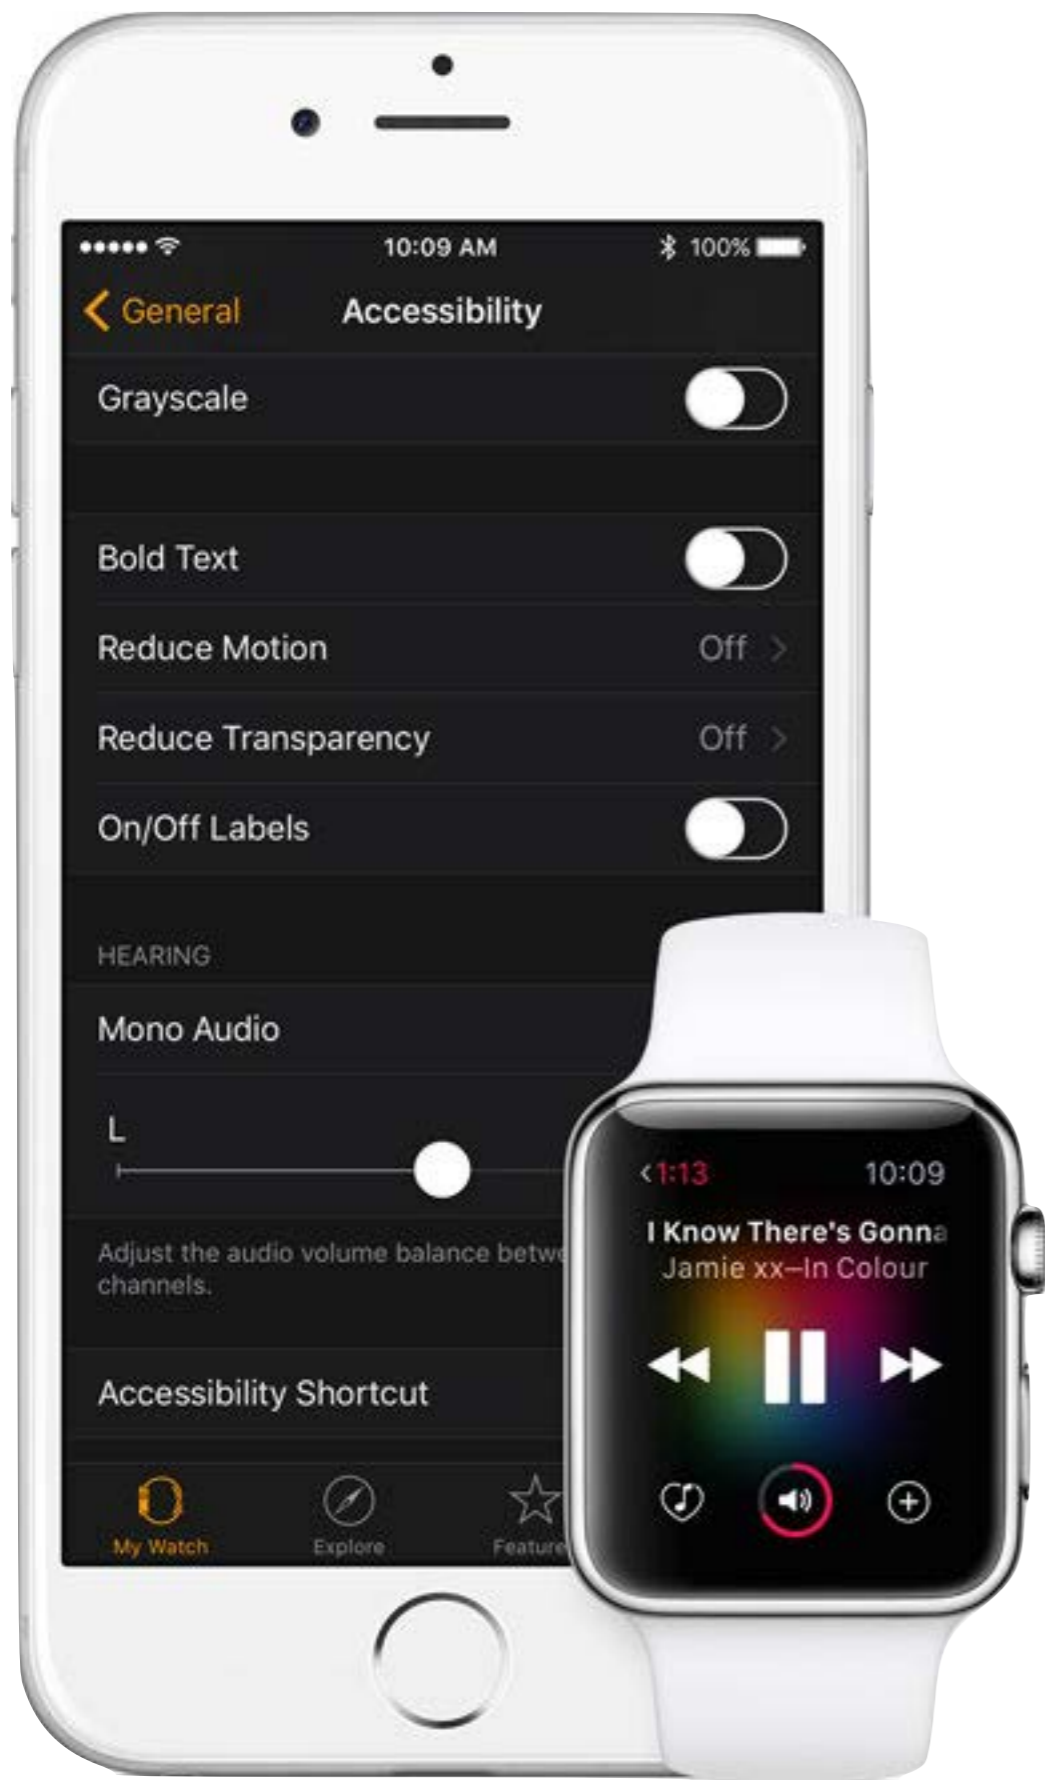 10:09 AM
100%
General
Accessibility
Grayscale
Bold Text
Reduce Motion
Off
Reduce Transparency
Off
On/Off Labels
HEARING
Mono Audio
L
Adjust the audio volume balance
channels.
Accessibility Shortcut
My Watch
Explore
1:13
10:09
I Know There's Gonna
Jamie xx–In Colour